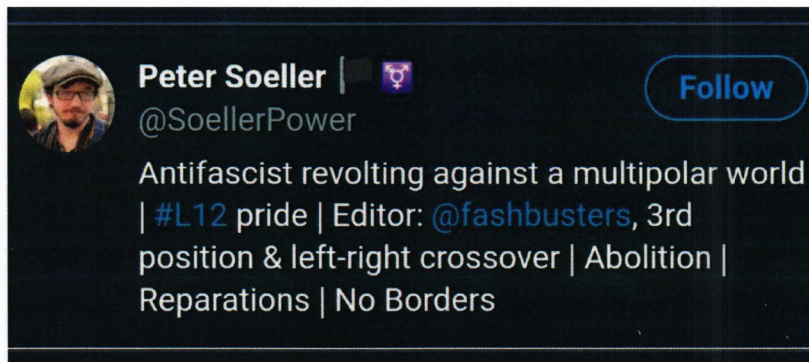 Peter Soeller 🏴 ⚧
Follow
@SoellerPower
Antifascist revolting against a multipolar world
| #L12 pride | Editor: @fashbusters, 3rd
position & left-right crossover | Abolition |
Reparations | No Borders